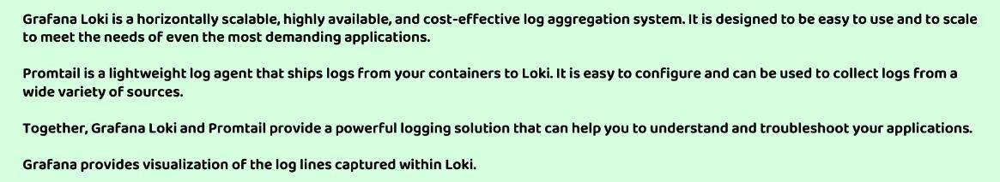 Grafana Loki is a horizontally scalable, highly available, and cost-effective log aggregation system. It is designed to be easy to use and to scale
to meet the needs of even the most demanding applications.
Promtail is a lightweight log agent that ships logs from your containers to Loki. It is easy to configure and can be used to collect logs from a
wide variety of sources.
Together, Grafana Loki and Promtail provide a powerful logging solution that can help you to understand and troubleshoot your applications.
Grafana provides visualization of the log lines captured within Loki.